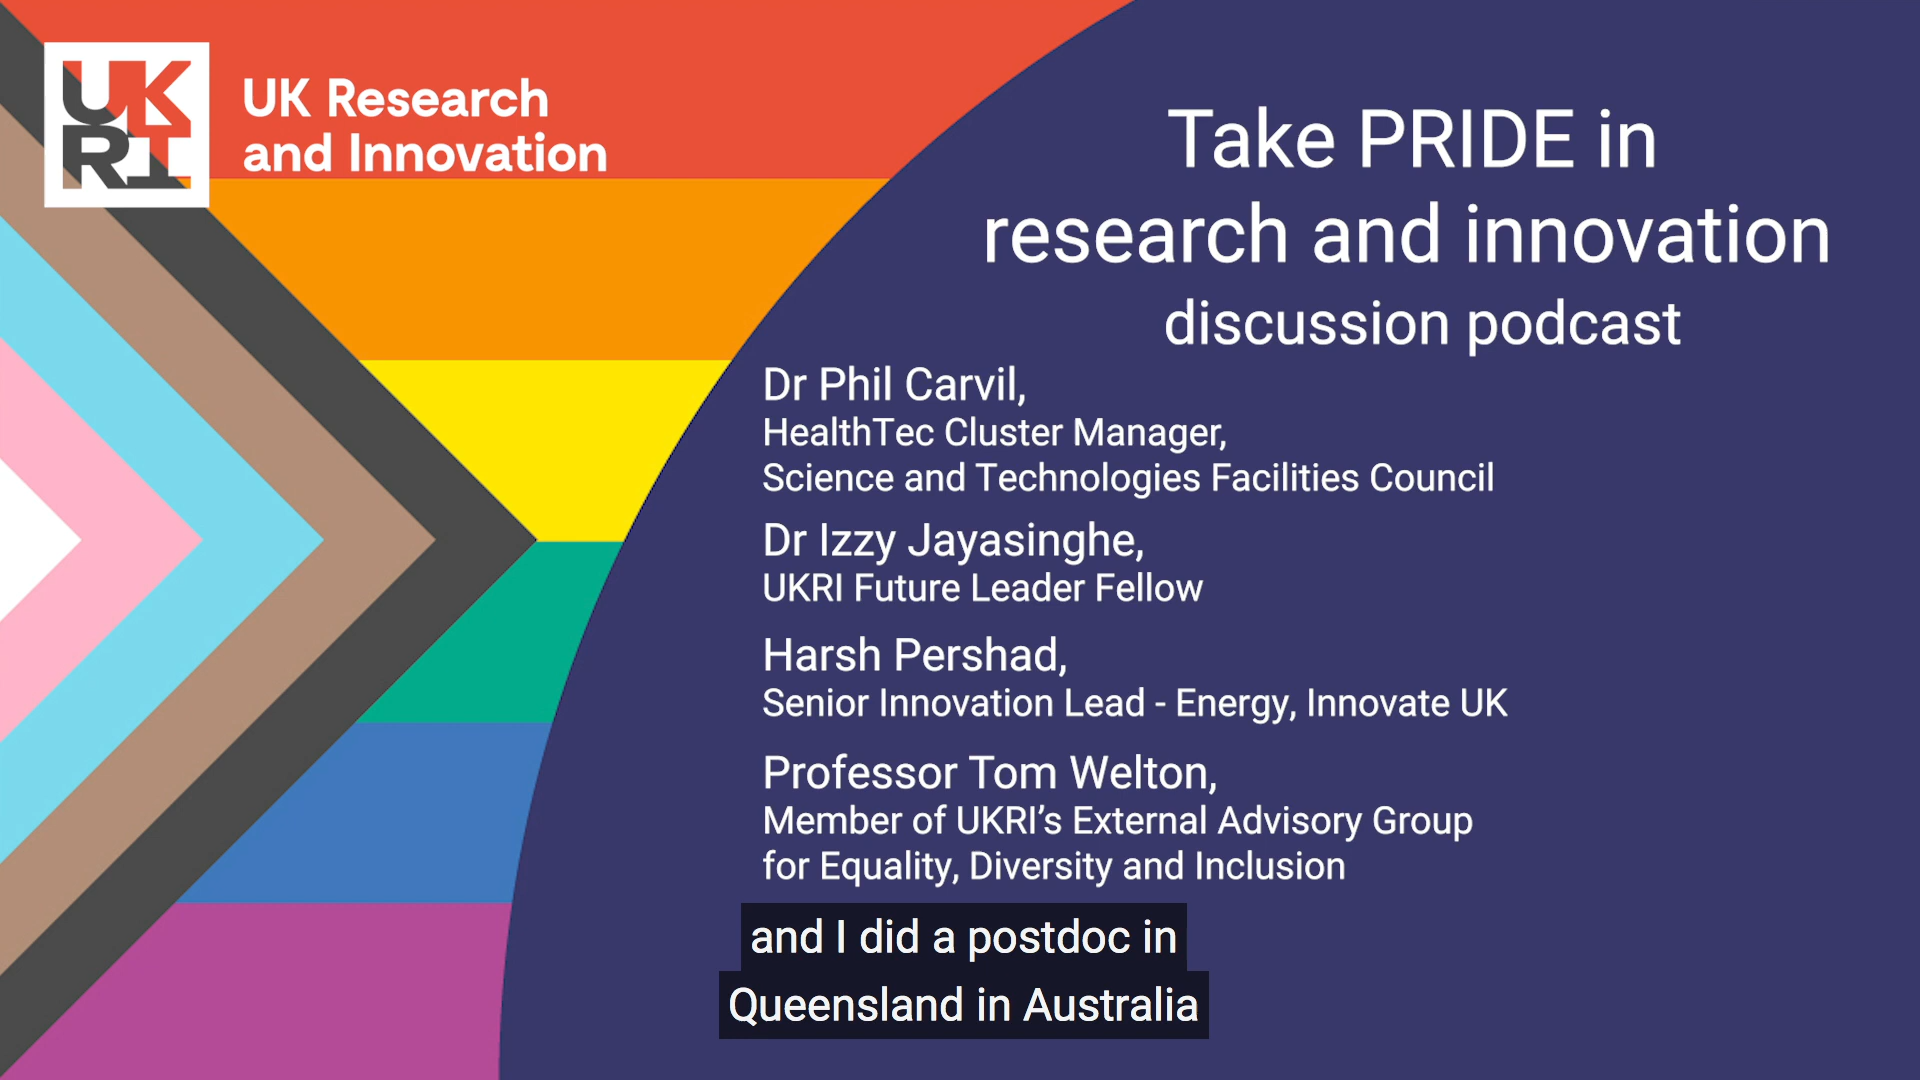 UK
RI
UK Research
and Innovation
Take PRIDE in
research and innovation
discussion podcast
Dr Phil Carvil,
HealthTec Cluster Manager,
Science and Technologies Facilities Council
Dr Izzy Jayasinghe,
UKRI Future Leader Fellow
Harsh Pershad,
Senior Innovation Lead - Energy, Innovate UK
Professor Tom Welton,
Member of UKRI’s External Advisory Group
for Equality, Diversity and Inclusion
and I did a postdoc in
Queensland in Australia